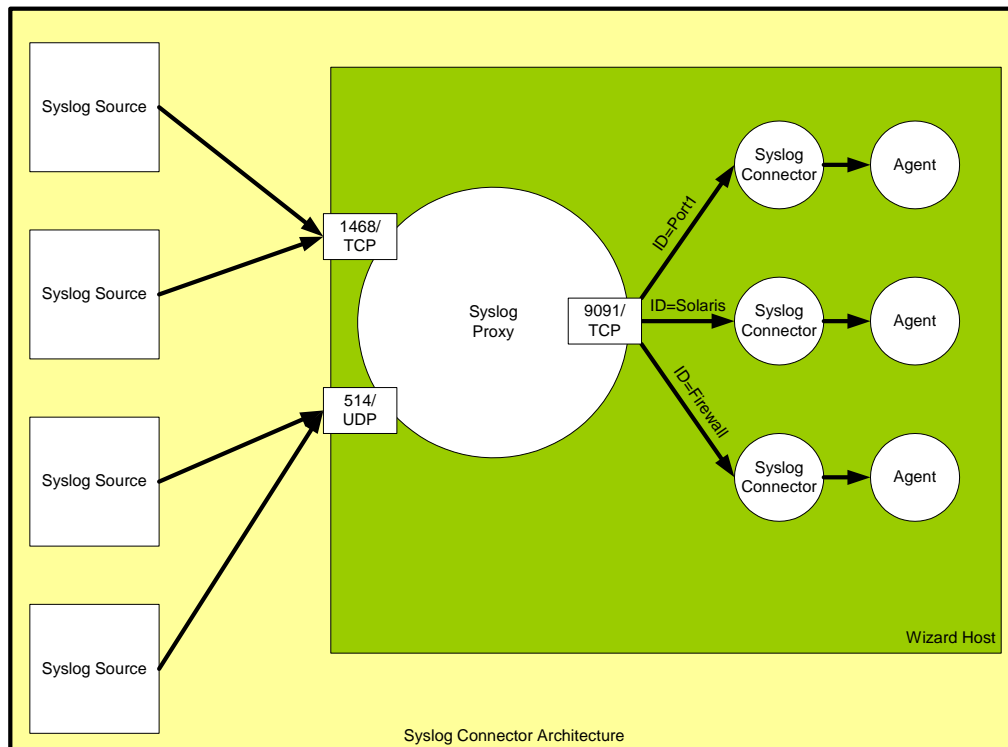 Syslog Source
Syslog Source
Syslog Source
Syslog Source
1468/
TCP
514/
UDP
Syslog
Proxy
9091/
TCP
ID=Port1
ID=Solaris
ID=Firewall
Syslog
Connector
Agent
Syslog
Connector
Agent
Syslog
Connector
Agent
Wizard Host
Syslog Connector Architecture